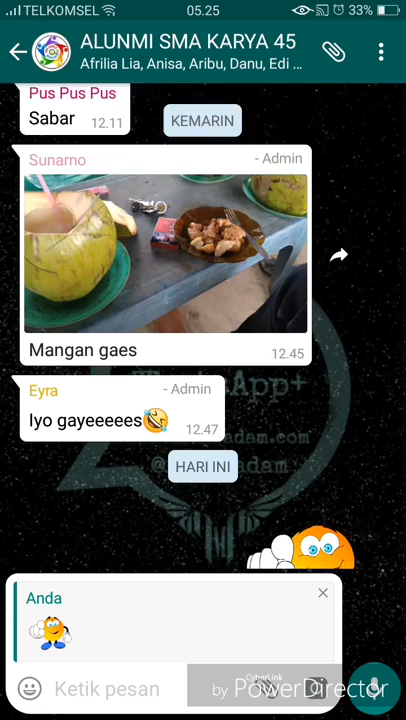 TELKOMSEL 05.25 33%
ALUNMI SMA KARYA 45
Afrilia Lia, Anisa, Aribu, Danu, Edi ...
Pus Pus Pus
Sabar 12.11
KEMARIN
Sunarno - Admin
Mangan gaes
12.45
Eyra - Admin
Iyo gayeeeees🤣
12.47
HARI INI
Anda
Ketik pesan
CyberLink
by PowerDirector